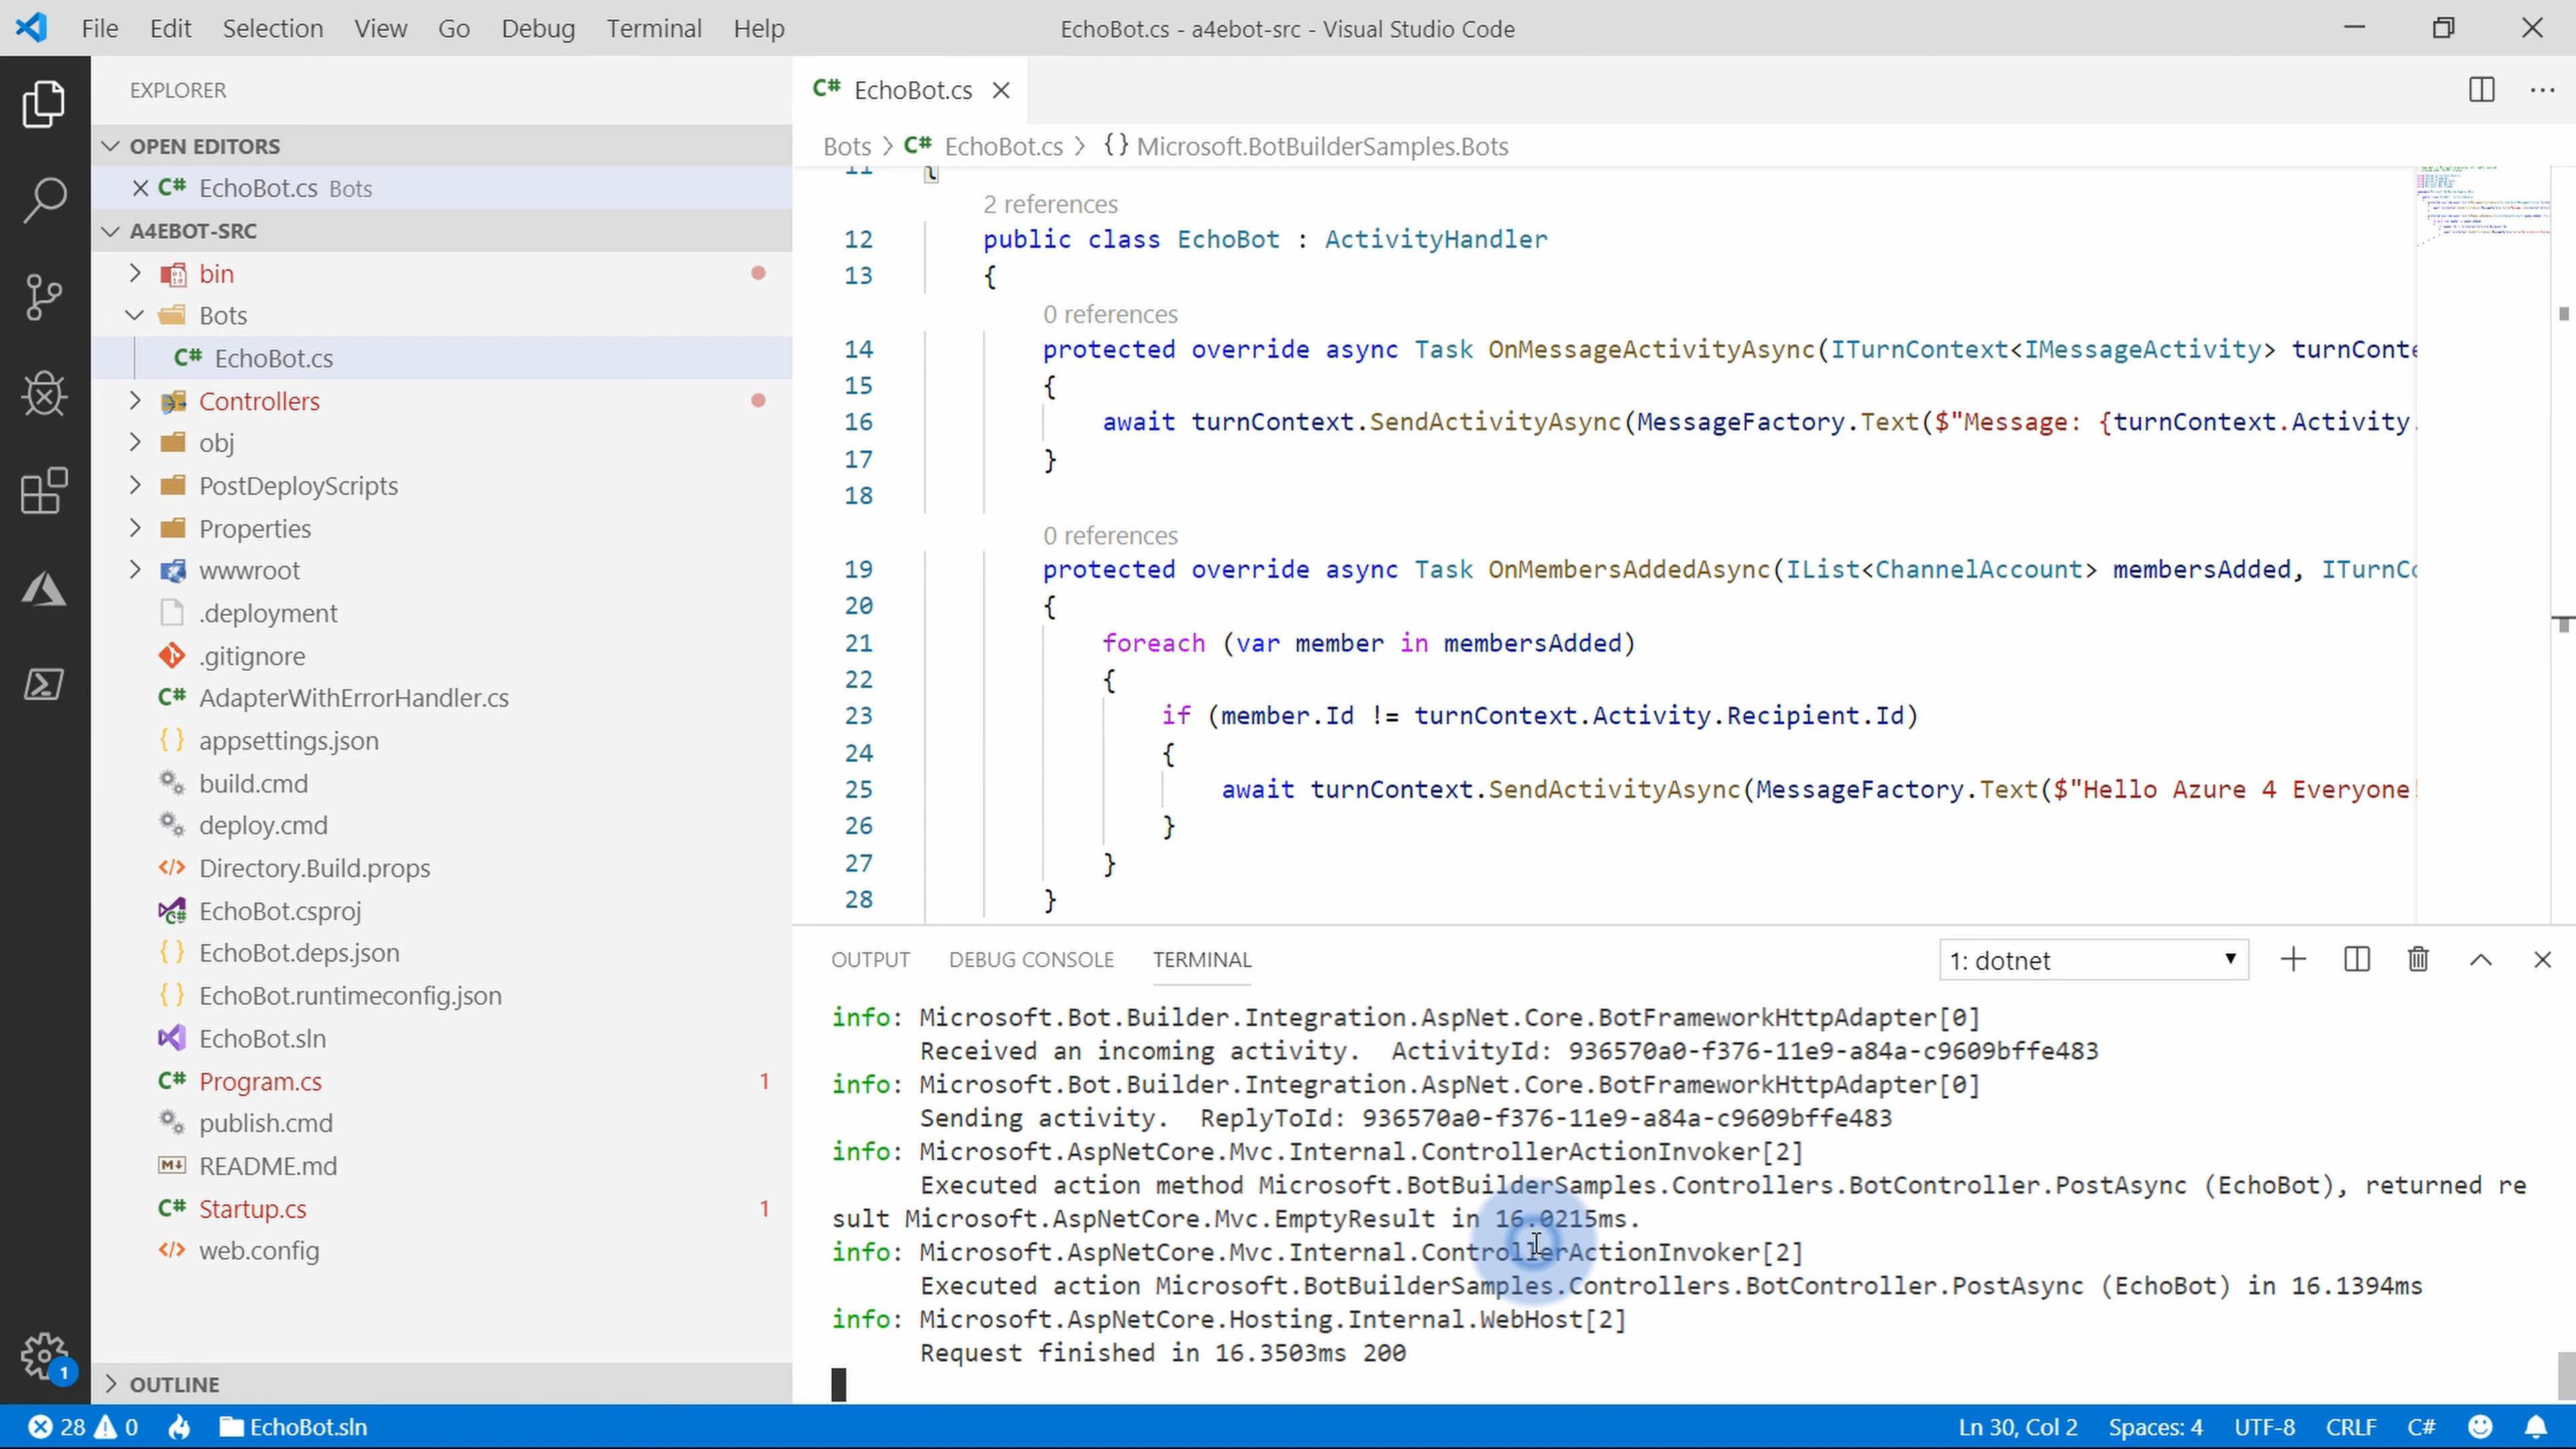 File Edit Selection View Go Debug Terminal Help
EchoBot.cs - a4ebot-src - Visual Studio Code
EXPLORER
OPEN EDITORS
C# EchoBot.cs Bots
A4EBOT-SRC
bin
Bots
C# EchoBot.cs
Controllers
obj
PostDeployScripts
Properties
wwwroot
.deployment
.gitignore
C# AdapterWithErrorHandler.cs
{} appsettings.json
build.cmd
deploy.cmd
Directory.Build.props
EchoBot.csproj
{} EchoBot.deps.json
{} EchoBot.runtimeconfig.json
EchoBot.sln
C# Program.cs 1
publish.cmd
README.md
C# Startup.cs 1
web.config
OUTLINE
1
C# EchoBot.cs
Bots > C# EchoBot.cs > {} Microsoft.BotBuilderSamples.Bots
11 {
2 references
12 public class EchoBot : ActivityHandler
13 {
0 references
14 protected override async Task OnMessageActivityAsync(ITurnContext<IMessageActivity> turnConte
15 {
16 await turnContext.SendActivityAsync(MessageFactory.Text($"Message: {turnContext.Activity.
17 }
18
0 references
19 protected override async Task OnMembersAddedAsync(IList<ChannelAccount> membersAdded, ITurnCo
20 {
21 foreach (var member in membersAdded)
22 {
23 if (member.Id != turnContext.Activity.Recipient.Id)
24 {
25 await turnContext.SendActivityAsync(MessageFactory.Text($"Hello Azure 4 Everyone!
26 }
27 }
28 }
OUTPUT DEBUG CONSOLE TERMINAL
1: dotnet
info: Microsoft.Bot.Builder.Integration.AspNet.Core.BotFrameworkHttpAdapter[0]
Received an incoming activity.  ActivityId: 936570a0-f376-11e9-a84a-c9609bffe483
info: Microsoft.Bot.Builder.Integration.AspNet.Core.BotFrameworkHttpAdapter[0]
Sending activity.  ReplyToId: 936570a0-f376-11e9-a84a-c9609bffe483
info: Microsoft.AspNetCore.Mvc.Internal.ControllerActionInvoker[2]
Executed action method Microsoft.BotBuilderSamples.Controllers.BotController.PostAsync (EchoBot), returned re
sult Microsoft.AspNetCore.Mvc.EmptyResult in 16.0215ms.
info: Microsoft.AspNetCore.Mvc.Internal.ControllerActionInvoker[2]
Executed action Microsoft.BotBuilderSamples.Controllers.BotController.PostAsync (EchoBot) in 16.1394ms
info: Microsoft.AspNetCore.Hosting.Internal.WebHost[2]
Request finished in 16.3503ms 200
28 0 EchoBot.sln
Ln 30, Col 2 Spaces: 4 UTF-8 CRLF C#